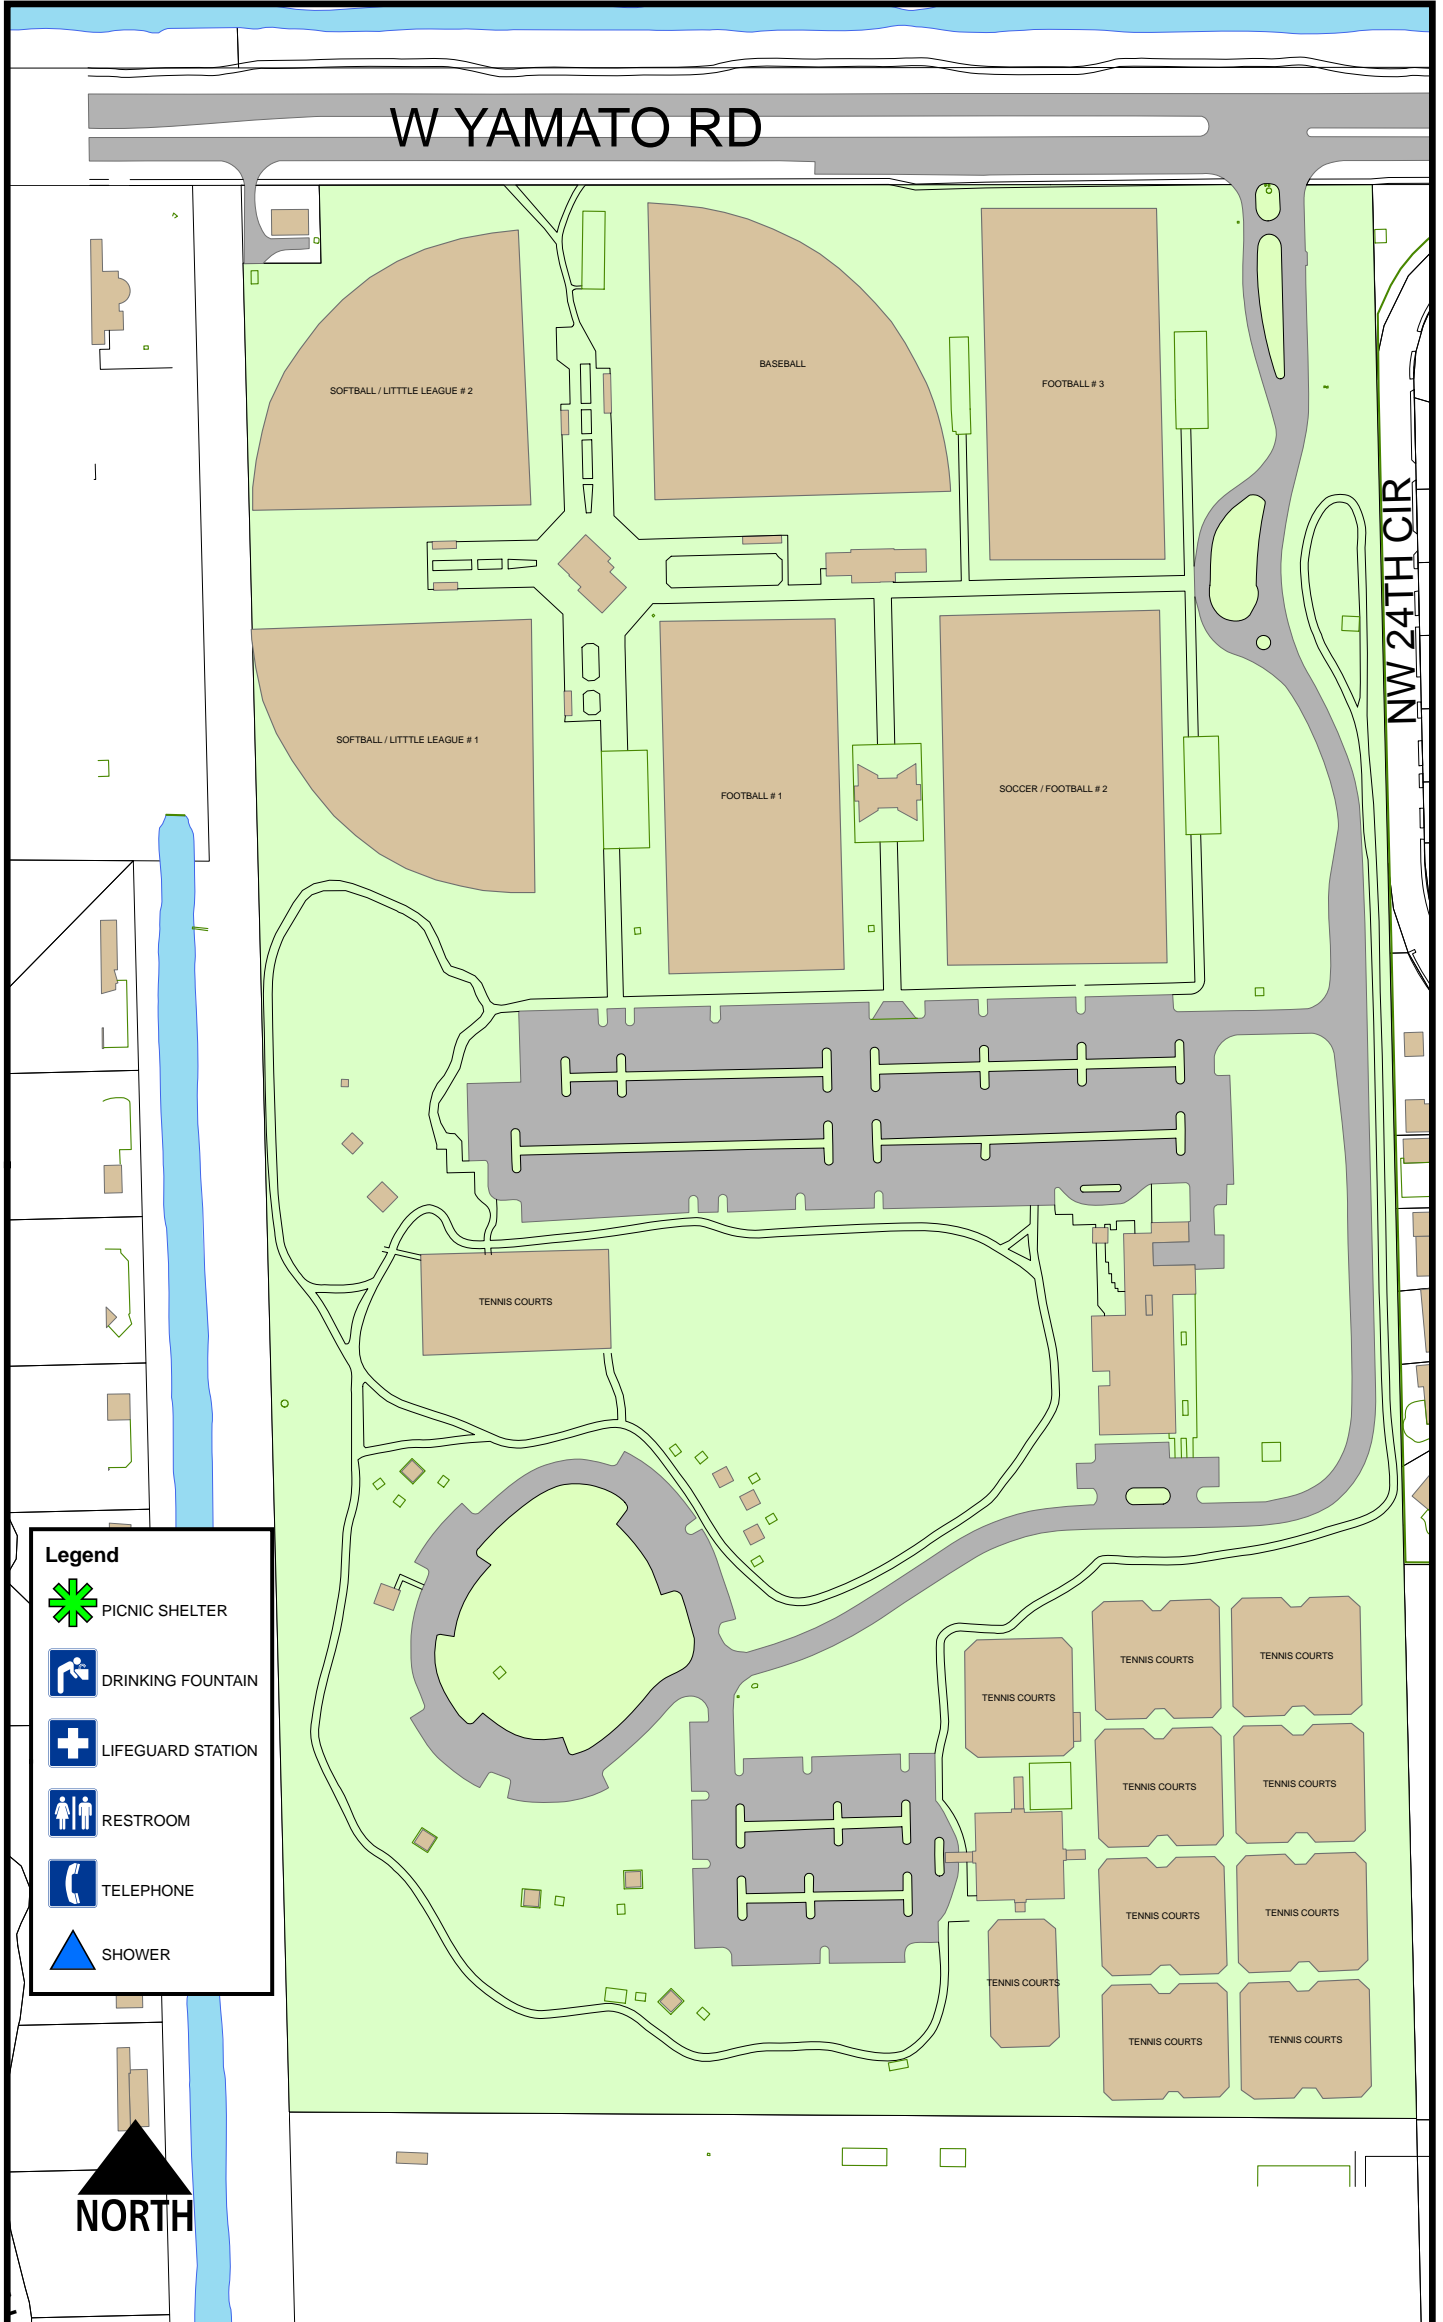 W YAMATO RD
SOFTBALL / LITTTLE LEAGUE # 2
BASEBALL
FOOTBALL # 3
NW 24TH CIR
SOFTBALL / LITTTLE LEAGUE # 1
FOOTBALL # 1
SOCCER / FOOTBALL # 2
TENNIS COURTS
Legend
PICNIC SHELTER
DRINKING FOUNTAIN
LIFEGUARD STATION
RESTROOM
TELEPHONE
SHOWER
TENNIS COURTS
TENNIS COURTS
TENNIS COURTS
TENNIS COURTS
TENNIS COURTS
TENNIS COURTS
TENNIS COURTS
TENNIS COURTS
TENNIS COURTS
TENNIS COURTS
NORTH